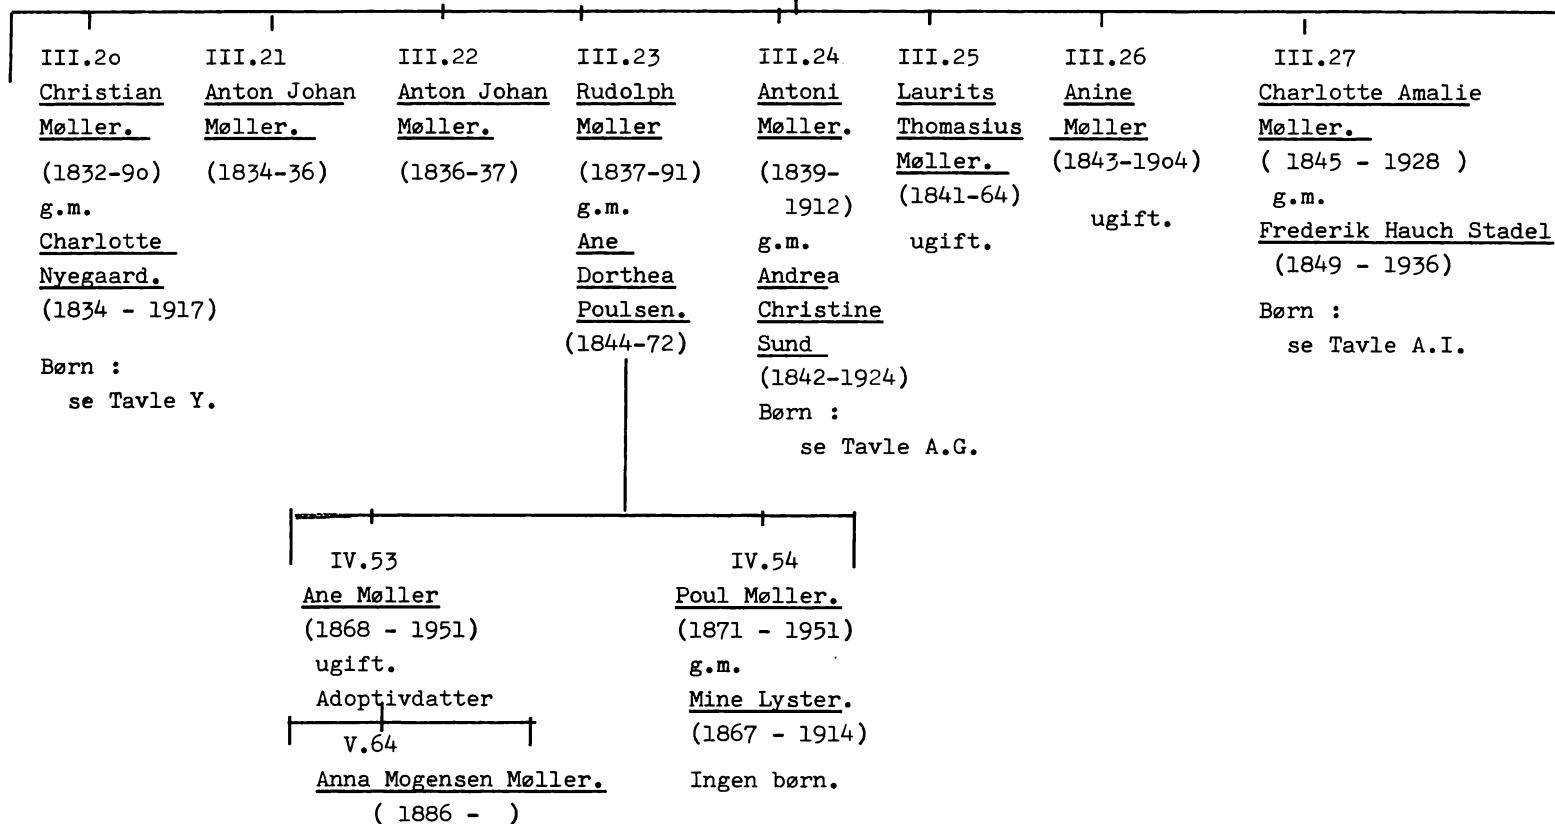 III.2o
Christian
Møller.
(1832-9o)
g.m.
Charlotte
Nyegaard.
(1834 - 1917)
Børn :
se Tavle Y.
III.21
Anton Johan
Møller.
(1834-36)
III.22
Anton Johan
Møller.
(1836-37)
III.23
Rudolph
Møller
(1837-91)
g.m.
Ane
Dorthea
Poulsen.
(1844-72)
III.24
Antoni
Møller.
(1839-
1912)
g.m.
Andrea
Christine
Sund
(1842-1924)
Børn :
se Tavle A.G.
III.25
Laurits
Thomasius
Møller.
(1841-64)
ugift.
III.26
Anine
Møller
(1843-19o4)
ugift.
III.27
Charlotte Amalie
Møller.
( 1845 - 1928 )
g.m.
Frederik Hauch Stadel
(1849 - 1936)
Børn :
se Tavle A.I.
IV.53
Ane Møller
(1868 - 1951)
ugift.
Adoptivdatter
V.64
Anna Mogensen Møller.
( 1886 -  )
IV.54
Poul Møller.
(1871 - 1951)
g.m.
Mine Lyster.
(1867 - 1914)
Ingen børn.